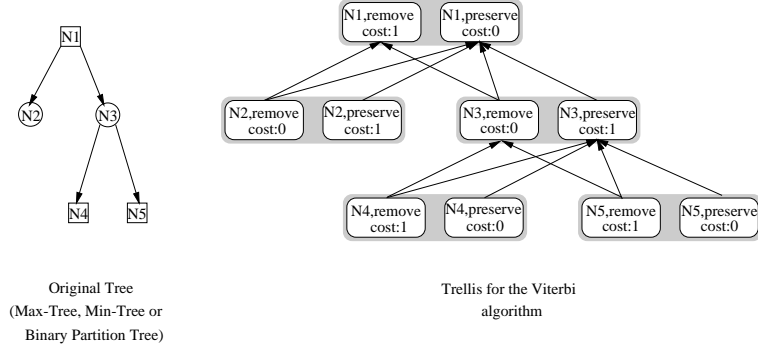 N1
N2
N3
N4
N5
Original Tree
(Max-Tree, Min-Tree or
Binary Partition Tree)
N1,remove
cost:1
N1,preserve
cost:0
N2,remove
cost:0
N2,preserve
cost:1
N3,remove
cost:0
N3,preserve
cost:1
N4,remove
cost:1
N4,preserve
cost:0
N5,remove
cost:1
N5,preserve
cost:0
Trellis for the Viterbi
algorithm